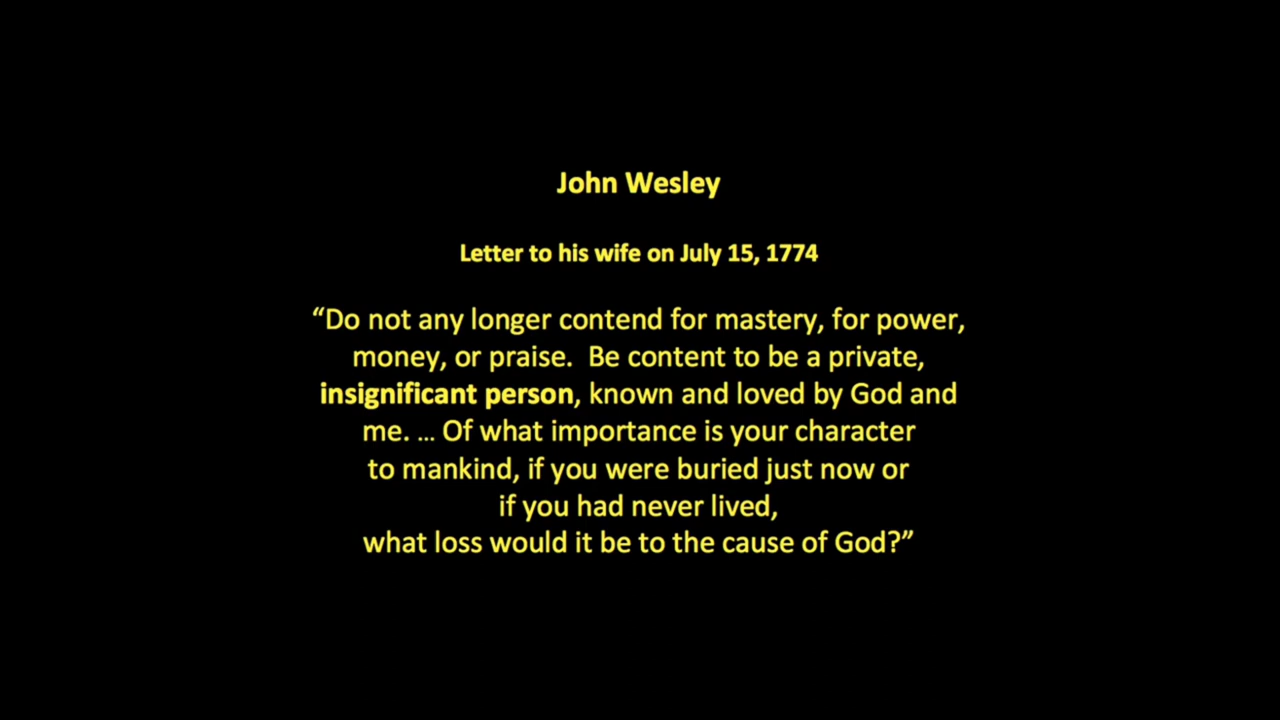 John Wesley
Letter to his wife on July 15, 1774
“Do not any longer contend for mastery, for power,
money, or praise.  Be content to be a private,
insignificant person, known and loved by God and
me. … Of what importance is your character
to mankind, if you were buried just now or
if you had never lived,
what loss would it be to the cause of God?”